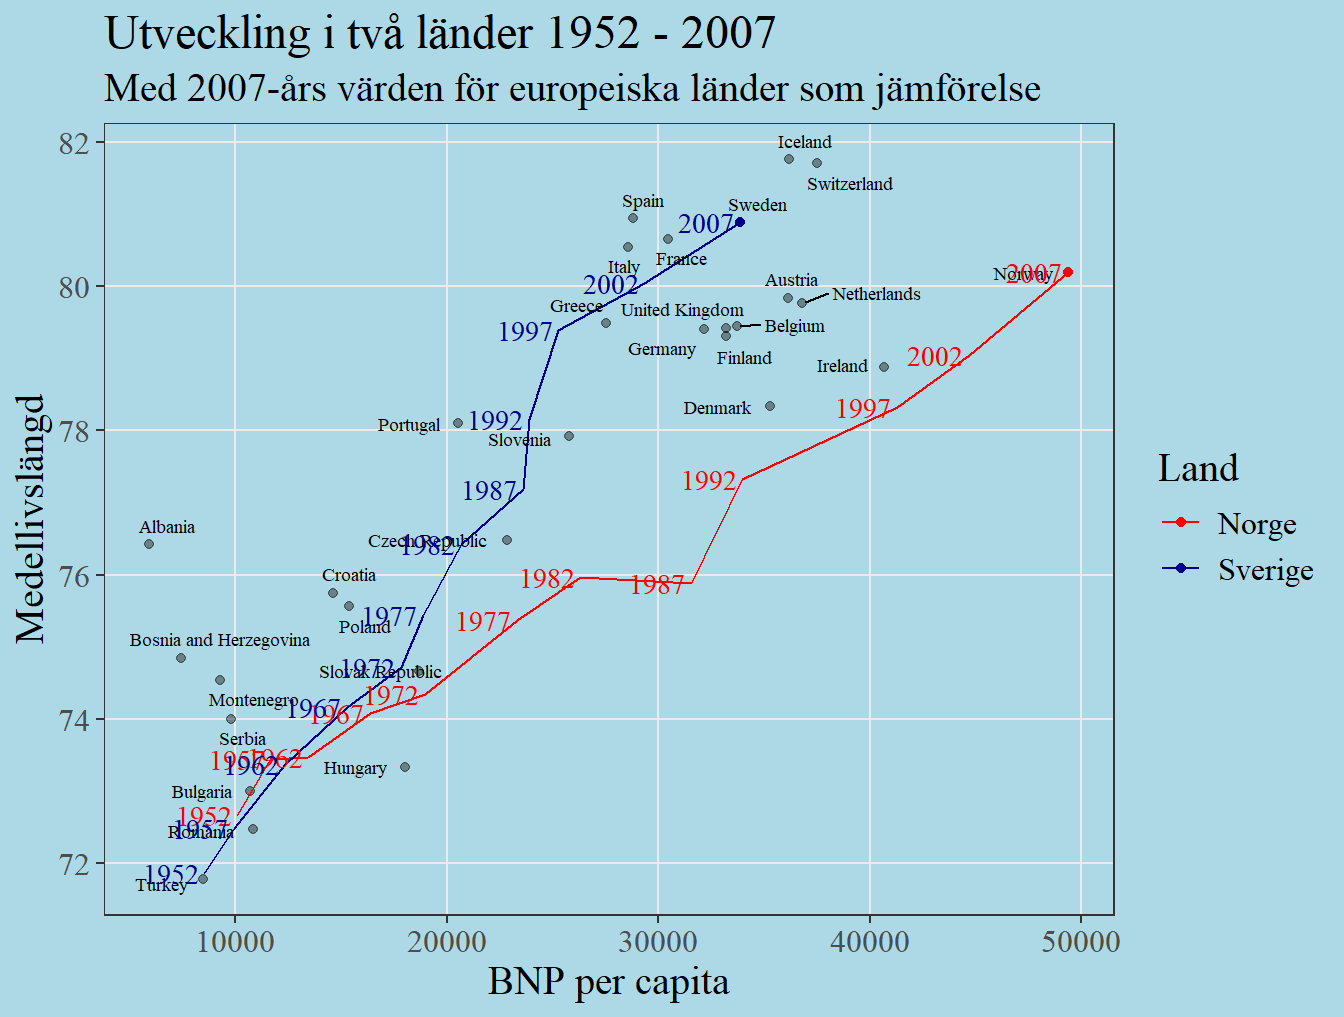 Utveckling i två länder 1952 - 2007
Med 2007-års värden för europeiska länder som jämförelse
82
80
78
76
74
72
Medellivslängd
Iceland
Switzerland
Spain
Sweden
2007
Italy
France
Norway
2007
2002
Austria
Netherlands
Greece
United Kingdom
Belgium
1997
Germany
Finland
2002
Ireland
1997
Denmark
1992
Portugal
Slovenia
1987
1992
Albania
Czech Republic
1982
Croatia
1982
1987
Poland
1977
1977
Bosnia and Herzegovina
1972
Slovak Republic
1972
Montenegro
1967
1967
Serbia
1957
1962
1962
Hungary
Bulgaria
1952
1957
Romania
1952
Turkey
10000 20000 30000 40000 50000
BNP per capita
Land
Norge
Sverige